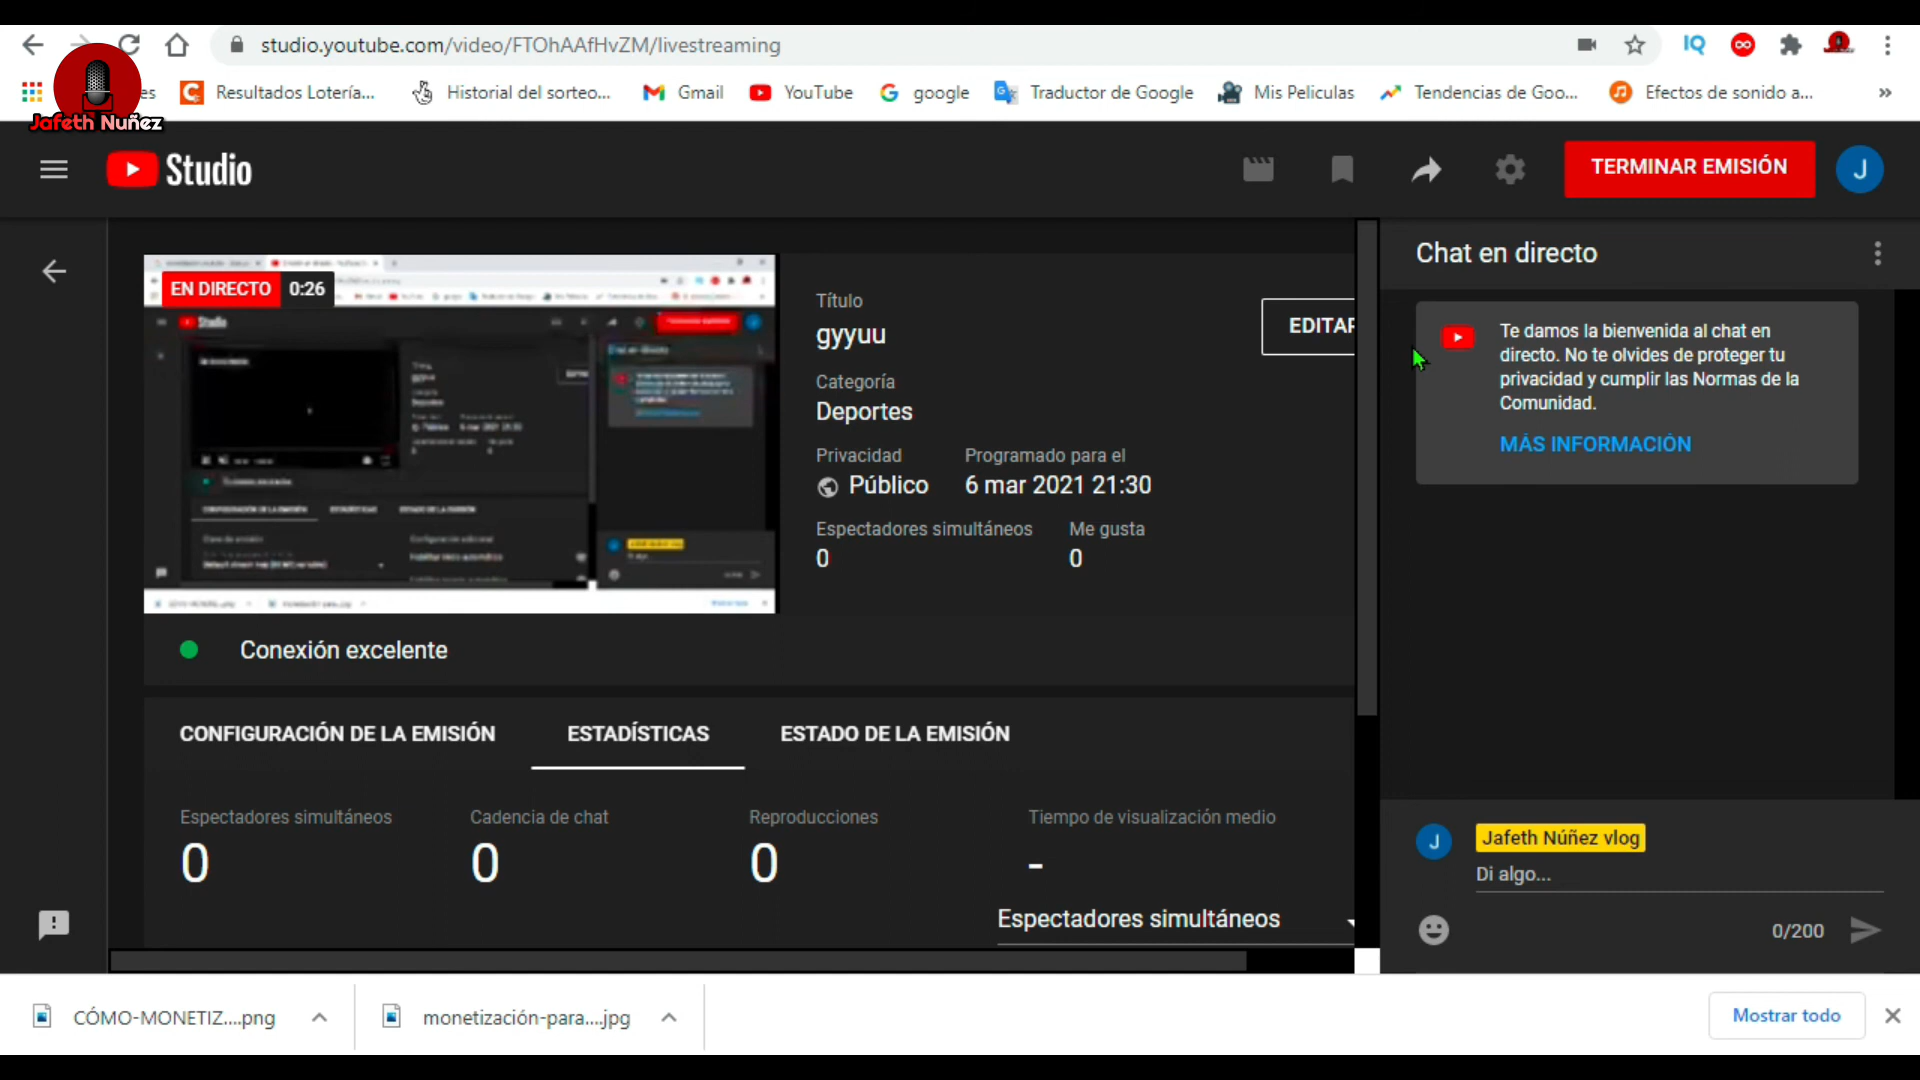 studio.youtube.com/video/FTOhAAfHvZM/livestreaming
IQ
Jafeth Nuñez
es
Resultados Lotería...
Historial del sorteo...
Gmail
YouTube
google
Traductor de Google
Mis Peliculas
Tendencias de Goo...
Efectos de sonido a...
»
Studio
TERMINAR EMISIÓN
J
EN DIRECTO 0:26
Studio
Título
gyyuu
EDITAR
Categoría
Deportes
Privacidad
Público
Programado para el
6 mar 2021 21:30
Espectadores simultáneos
0
Me gusta
0
Conexión excelente
CONFIGURACIÓN DE LA EMISIÓN
ESTADÍSTICAS
ESTADO DE LA EMISIÓN
Espectadores simultáneos
0
Cadencia de chat
0
Reproducciones
0
Tiempo de visualización medio
-
Espectadores simultáneos
Chat en directo
Te damos la bienvenida al chat en
directo. No te olvides de proteger tu
privacidad y cumplir las Normas de la
Comunidad.
MÁS INFORMACIÓN
J
Jafeth Núñez vlog
Di algo...
0/200
CÓMO-MONETIZ....png
monetización-para....jpg
Mostrar todo